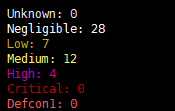 Unknown: 0
Negligible: 28
Low: 7
Medium: 12
High: 4
Critical: 0
Defcon1: 0